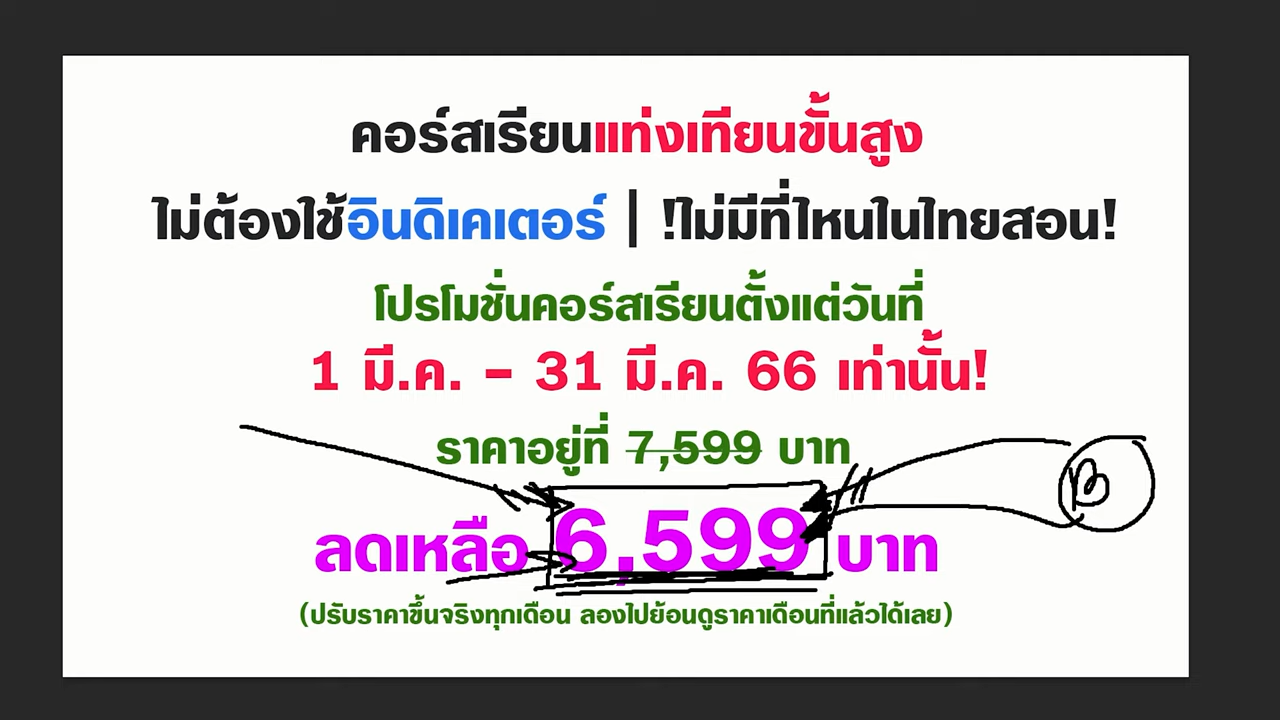 คอร์สเรียนแท่งเทียนขั้นสูง
ไม่ต้องใช้อินดิเคเตอร์ | !ไม่มีที่ไหนในไทยสอน!
โปรโมชั่นคอร์สเรียนตั้งแต่วันที่
1 มี.ค. - 31 มี.ค. 66 เท่านั้น!
ราคาอยู่ที่ 7,599 บาท
ลดเหลือ 6,599 บาท
(ปรับราคาขึ้นจริงทุกเดือน ลองไปย้อนดูราคาเดือนที่แล้วได้เลย)